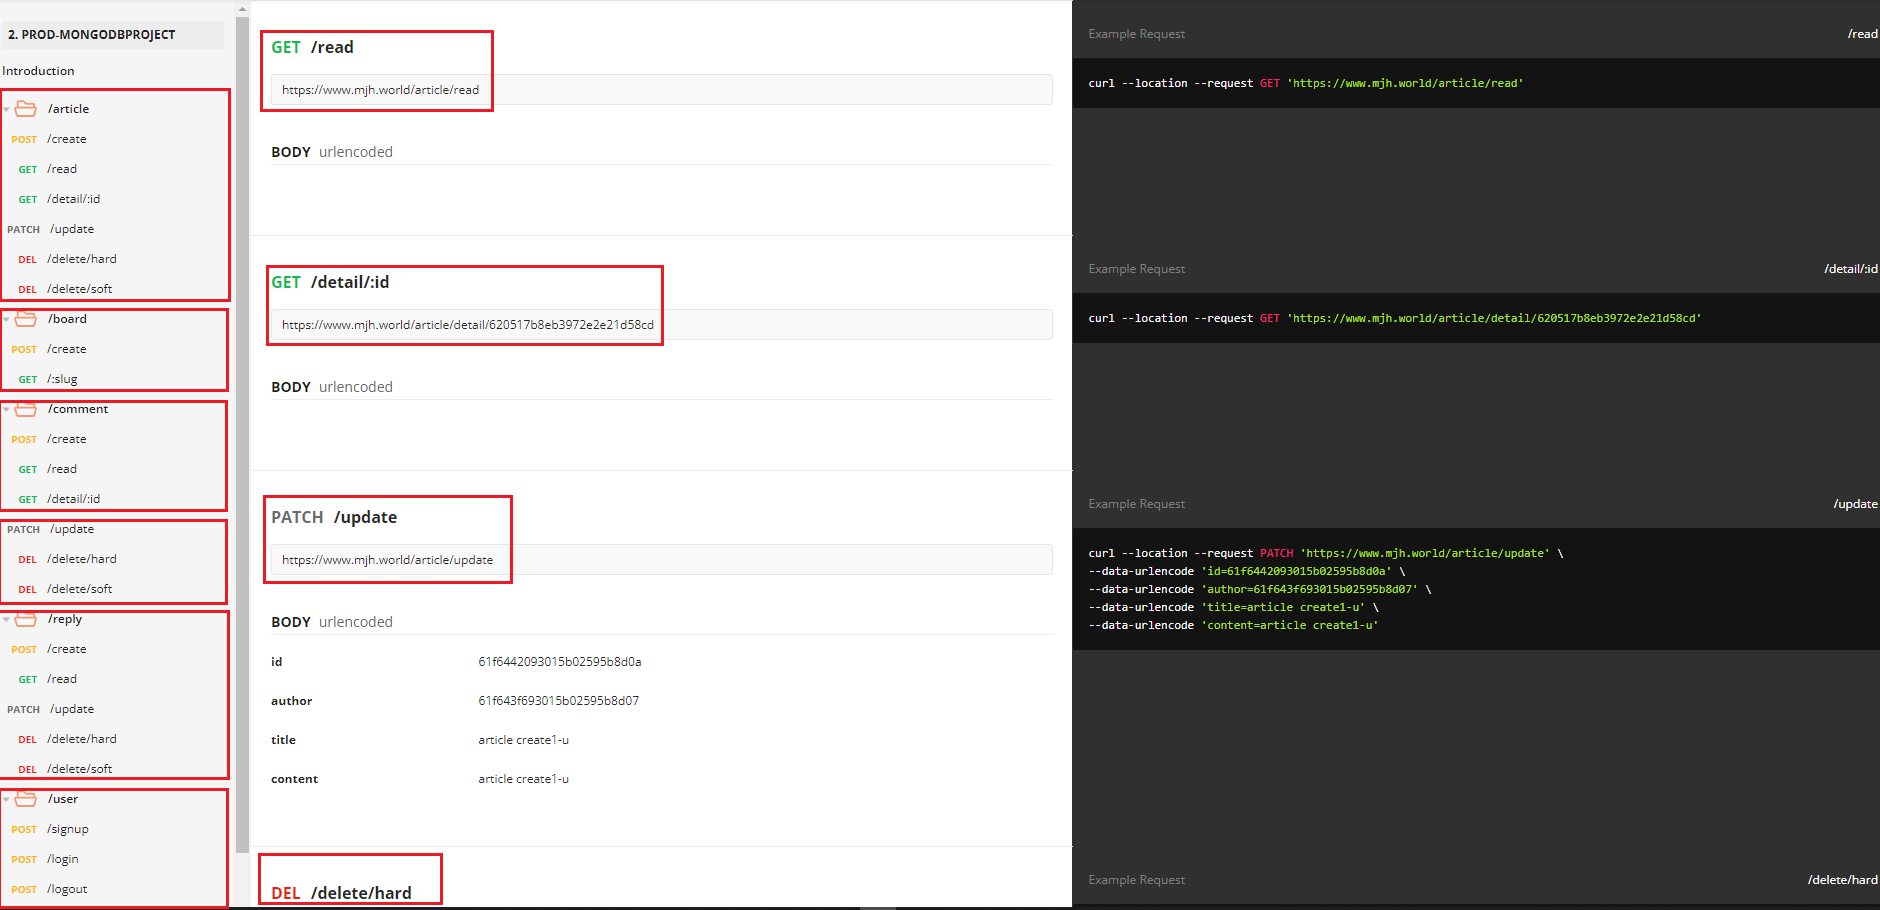 2. PROD-MONGODBPROJECT
Introduction
/article
POST /create
GET /read
GET /detail/:id
PATCH /update
DEL /delete/hard
DEL /delete/soft
/board
POST /create
GET /:slug
/comment
POST /create
GET /read
GET /detail/:id
PATCH /update
DEL /delete/hard
DEL /delete/soft
/reply
POST /create
GET /read
PATCH /update
DEL /delete/hard
DEL /delete/soft
/user
POST /signup
POST /login
POST /logout
GET /read
https://www.mjh.world/article/read
BODY urlencoded
GET /detail/:id
https://www.mjh.world/article/detail/620517b8eb3972e2e21d58cd
BODY urlencoded
PATCH /update
https://www.mjh.world/article/update
BODY urlencoded
id 61f6442093015b02595b8d0a
author 61f643f693015b02595b8d07
title article create1-u
content article create1-u
DEL /delete/hard
Example Request /read
curl --location --request GET 'https://www.mjh.world/article/read'
Example Request /detail/:id
curl --location --request GET 'https://www.mjh.world/article/detail/620517b8eb3972e2e21d58cd'
Example Request /update
curl --location --request PATCH 'https://www.mjh.world/article/update' \
--data-urlencode 'id=61f6442093015b02595b8d0a' \
--data-urlencode 'author=61f643f693015b02595b8d07' \
--data-urlencode 'title=article create1-u' \
--data-urlencode 'content=article create1-u'
Example Request /delete/hard